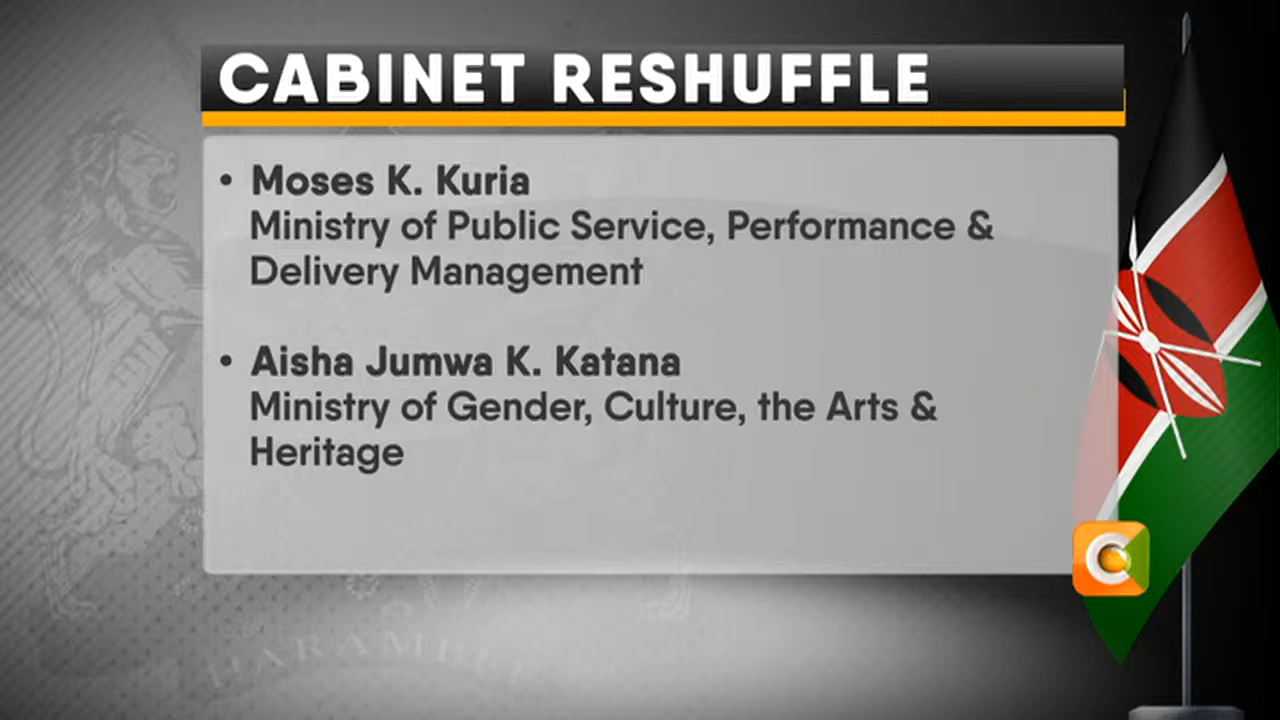 CABINET RESHUFFLE
• Moses K. Kuria
Ministry of Public Service, Performance &
Delivery Management
• Aisha Jumwa K. Katana
Ministry of Gender, Culture, the Arts &
Heritage
HARAMBEE